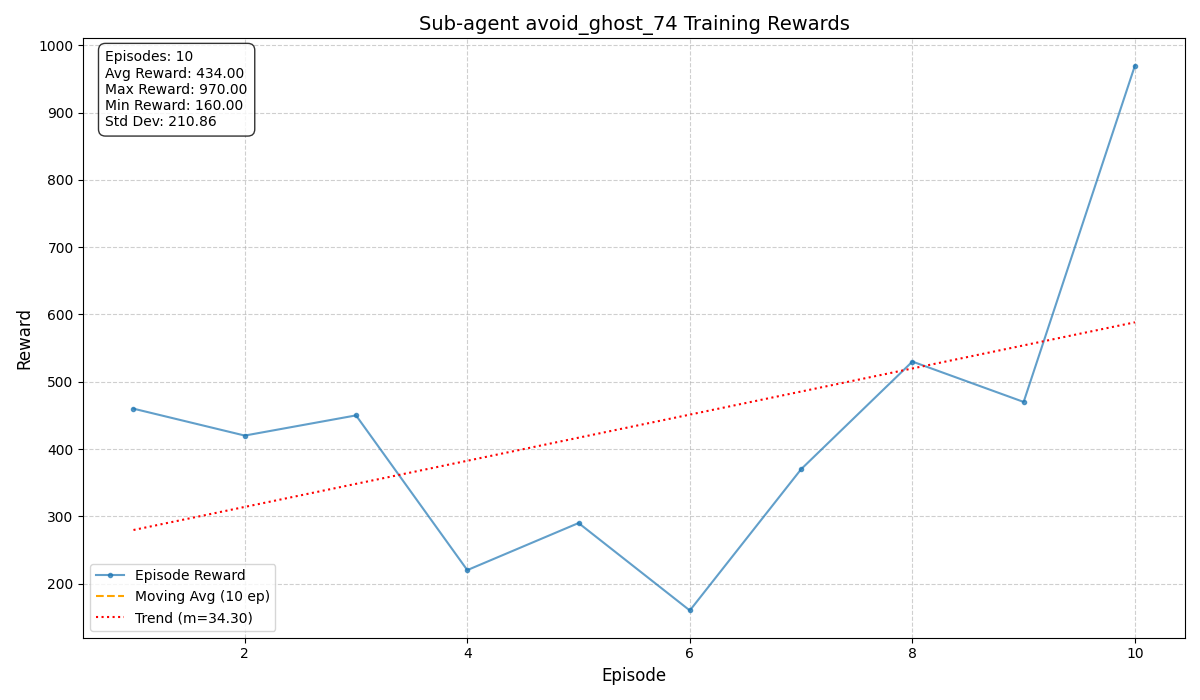 Sub-agent avoid_ghost_74 Training Rewards
Episodes: 10
Avg Reward: 434.00
Max Reward: 970.00
Min Reward: 160.00
Std Dev: 210.86
1000
900
800
700
600
500
400
300
200
Reward
Episode Reward
Moving Avg (10 ep)
Trend (m=34.30)
2 4 6 8 10
Episode